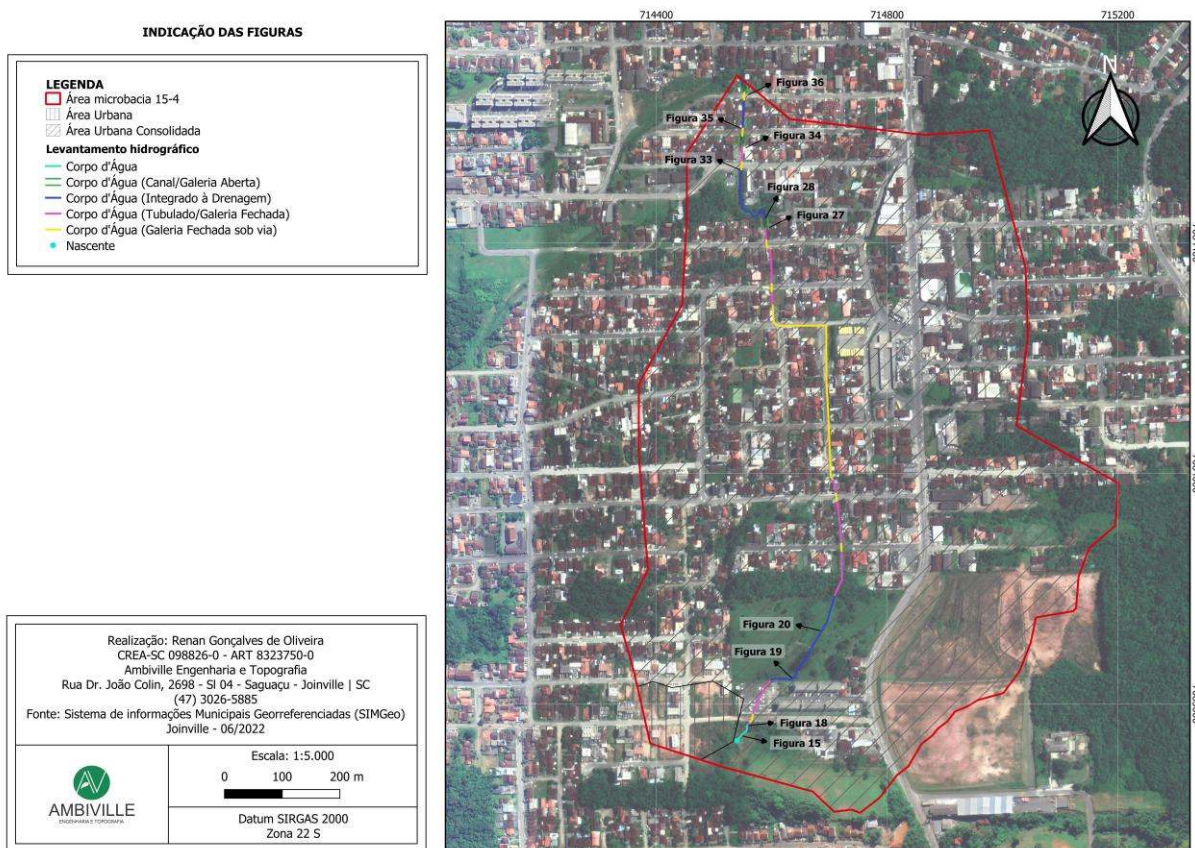 INDICAÇÃO DAS FIGURAS
LEGENDA
Área microbacia 15-4
Área Urbana
Área Urbana Consolidada
Levantamento hidrográfico
Corpo d'Água
Corpo d'Água (Canal/Galeria Aberta)
Corpo d'Água (Integrado à Drenagem)
Corpo d'Água (Tubulado/Galeria Fechada)
Corpo d'Água (Galeria Fechada sob via)
Nascente
Realização: Renan Gonçalves de Oliveira
CREA-SC 098826-0 - ART 8323750-0
Ambiville Engenharia e Topografia
Rua Dr. João Colin, 2698 - Sl 04 - Saguaçu - Joinville | SC
(47) 3026-5885
Fonte: Sistema de informações Municipais Georreferenciadas (SIMGeo)
Joinville - 06/2022
AMBIVILLE
ENGENHARIA E TOPOGRAFIA
Escala: 1:5.000
0 100 200 m
Datum SIRGAS 2000
Zona 22 S
714400 714800 715200
N
Figura 36
Figura 35
Figura 34
Figura 33
Figura 28
Figura 27
Figura 20
Figura 19
Figura 18
Figura 15